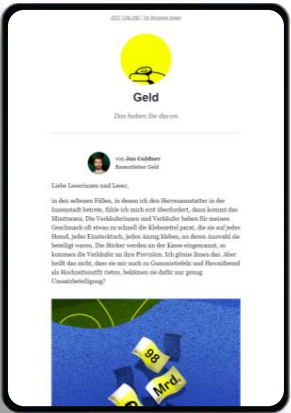 ZEIT ONLINE | im Browser lesen
Geld
Das haben Sie davon
von Jan Guldner
Ressortleiter Geld
Liebe Leserinnen und Leser,
in den seltenen Fällen, in denen ich den Herrenausstatter in der
Innenstadt betrete, fühle ich mich erst überfordert, dann kommt das
Misstrauen. Die Verkäuferinnen und Verkäufer haben für meinen
Geschmack oft etwas zu schnell die Klebezettel parat, die sie auf jedes
Hemd, jedes Einstecktuch, jeden Anzug kleben, an deren Auswahl sie
beteiligt waren. Die Sticker werden an der Kasse eingescannt, so
kommen die Verkäufer an ihre Provision. Ich gönne ihnen das. Aber
heißt das nicht, dass sie mir auch zu Gummistiefeln und Hawaiihemd
als Hochzeitsoutfit rieten, bekämen sie dafür nur genug
Umsatzbeteiligung?
98
Mrd.